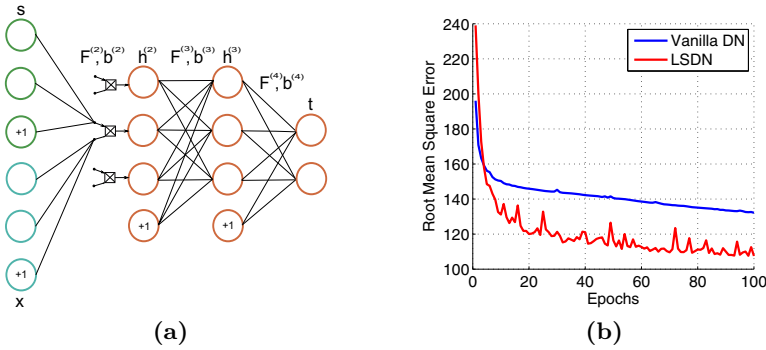 s
F⁽²⁾,b⁽²⁾ h⁽²⁾ F⁽³⁾,b⁽³⁾ h⁽³⁾
F⁽⁴⁾,b⁽⁴⁾
t
+1
+1 +1
+1
x
(a)
240
220
200
180
160
140
120
100
Root Mean Square Error
Vanilla DN
LSDN
0 20 40 60 80 100
Epochs
(b)